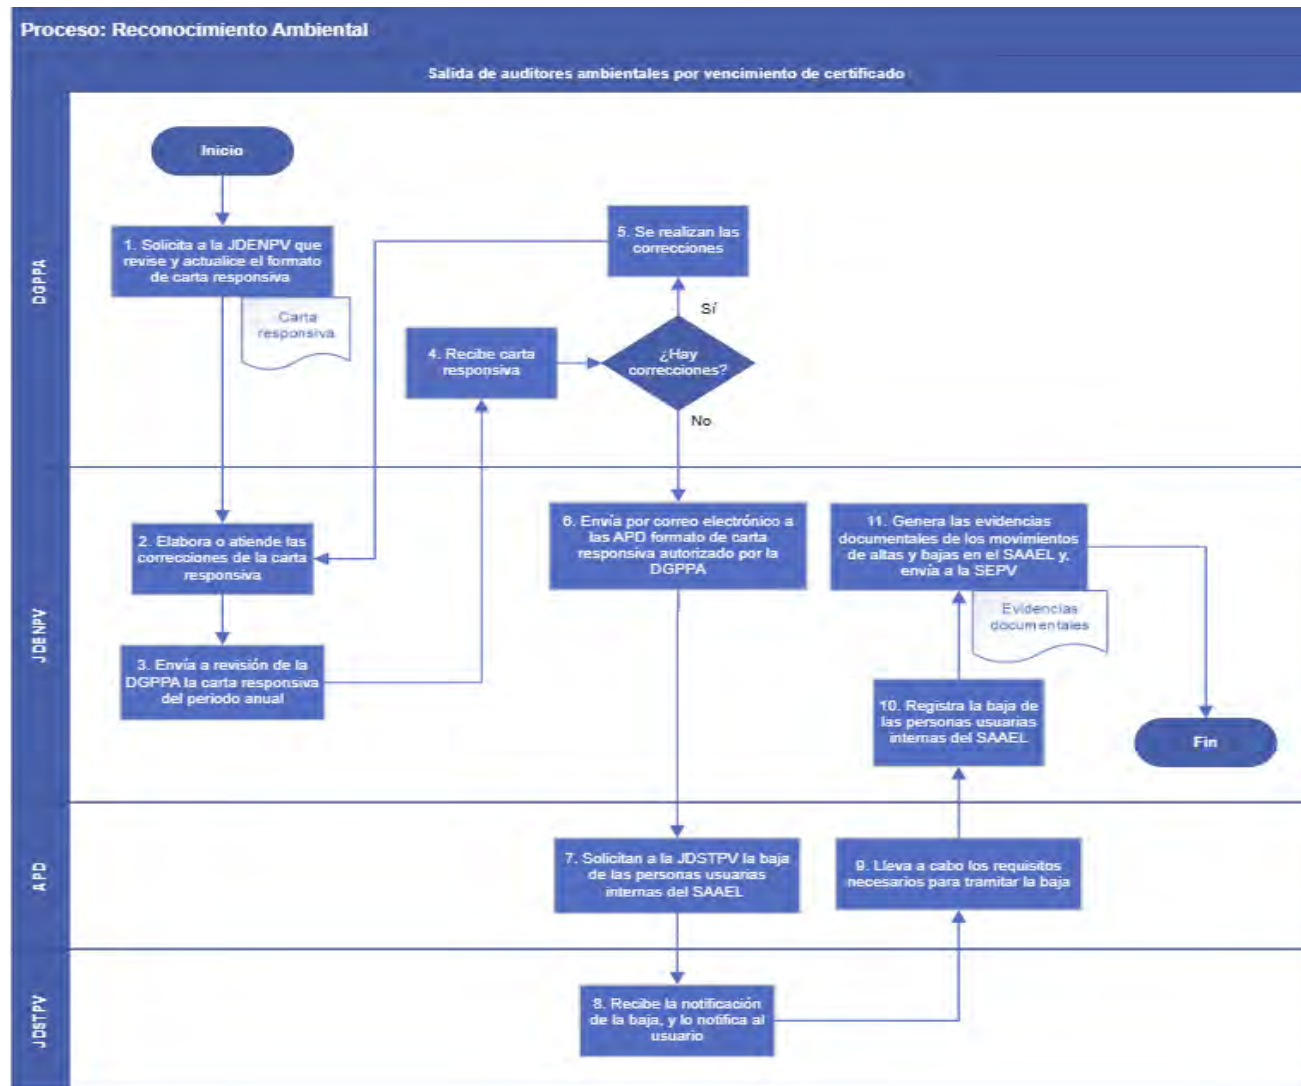 Proceso: Reconocimiento Ambiental
Salida de auditores ambientales por vencimiento de certificado
DGPPA
Inicio
1. Solicita a la JDENPV que
revise y actualice el formato
de carta responsiva
Carta
responsiva
5. Se realizan las
correcciones
Sí
4. Recibe carta
responsiva
¿Hay
correcciones?
No
JDENPV
2. Elabora o atiende las
correcciones de la carta
responsiva
3. Envía a revisión de la
DGPPA la carta responsiva
del periodo anual
6. Envía por correo electrónico a
las APD formato de carta
responsiva autorizado por la
DGPPA
11. Genera las evidencias
documentales de los movimientos
de altas y bajas en el SAAEL y,
envía a la SEPV
Evidencias
documentales
10. Registra la baja de
las personas usuarias
internas del SAAEL
Fin
APD
7. Solicitan a la JDSTPV la baja
de las personas usuarias
internas del SAAEL
9. Lleva a cabo los requisitos
necesarios para tramitar la baja
JDSTPV
8. Recibe la notificación
de la baja, y lo notifica al
usuario